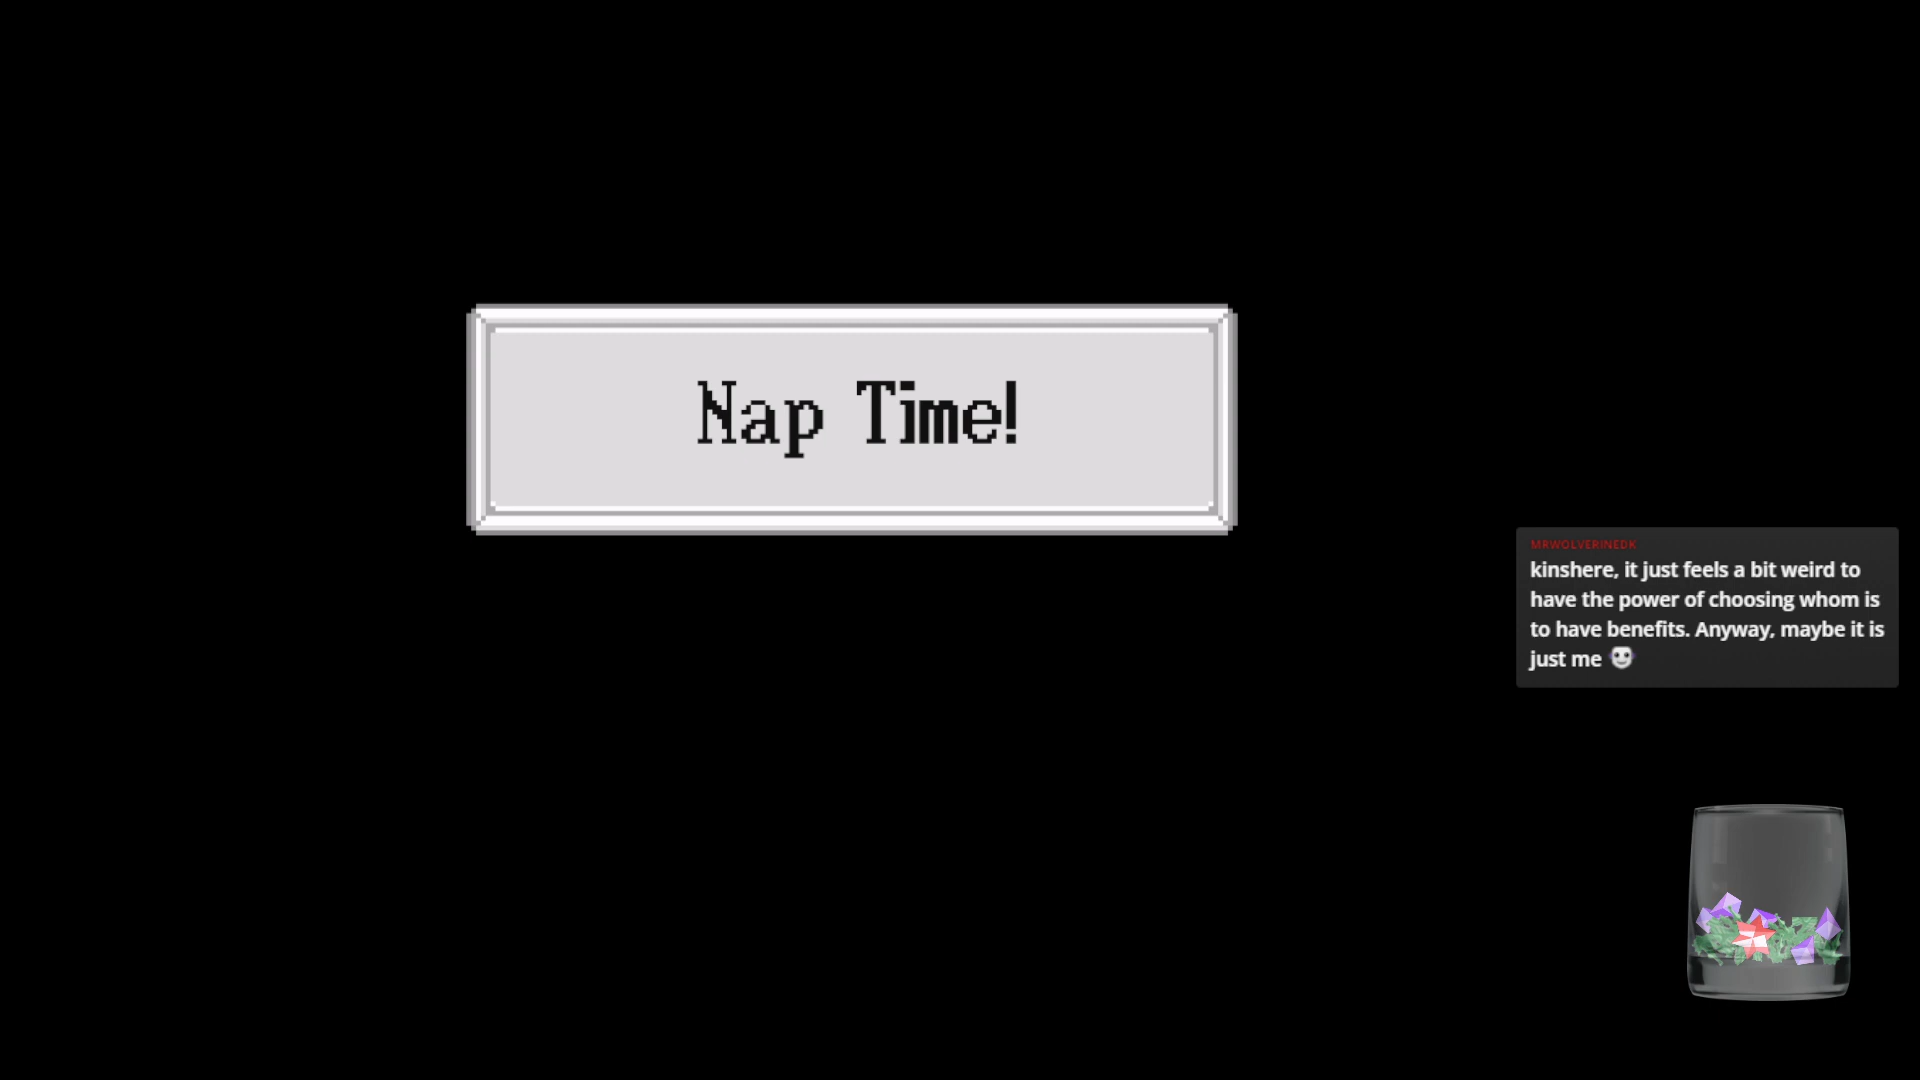 Nap Time!
MRWOLVERINEDK
kinshere, it just feels a bit weird to
have the power of choosing whom is
to have benefits. Anyway, maybe it is
just me